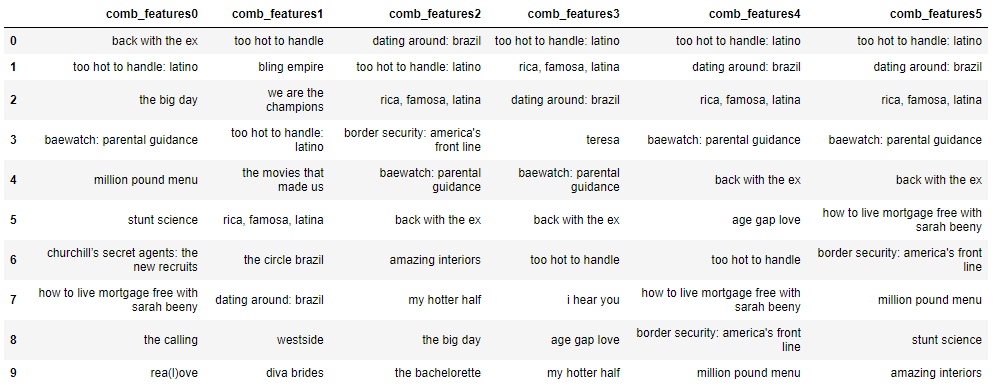 comb_features0 comb_features1 comb_features2 comb_features3 comb_features4 comb_features5
0 back with the ex too hot to handle dating around: brazil too hot to handle: latino too hot to handle: latino too hot to handle: latino
1 too hot to handle: latino bling empire too hot to handle: latino rica, famosa, latina dating around: brazil dating around: brazil
2 the big day we are the champions rica, famosa, latina dating around: brazil rica, famosa, latina rica, famosa, latina
3 baewatch: parental guidance too hot to handle: latino border security: america's front line teresa baewatch: parental guidance baewatch: parental guidance
4 million pound menu the movies that made us baewatch: parental guidance baewatch: parental guidance back with the ex back with the ex
5 stunt science rica, famosa, latina back with the ex back with the ex age gap love how to live mortgage free with sarah beeny
6 churchill's secret agents: the new recruits the circle brazil amazing interiors too hot to handle too hot to handle border security: america's front line
7 how to live mortgage free with sarah beeny dating around: brazil my hotter half i hear you how to live mortgage free with sarah beeny million pound menu
8 the calling westside the big day age gap love border security: america's front line stunt science
9 rea(l)ove diva brides the bachelorette my hotter half million pound menu amazing interiors